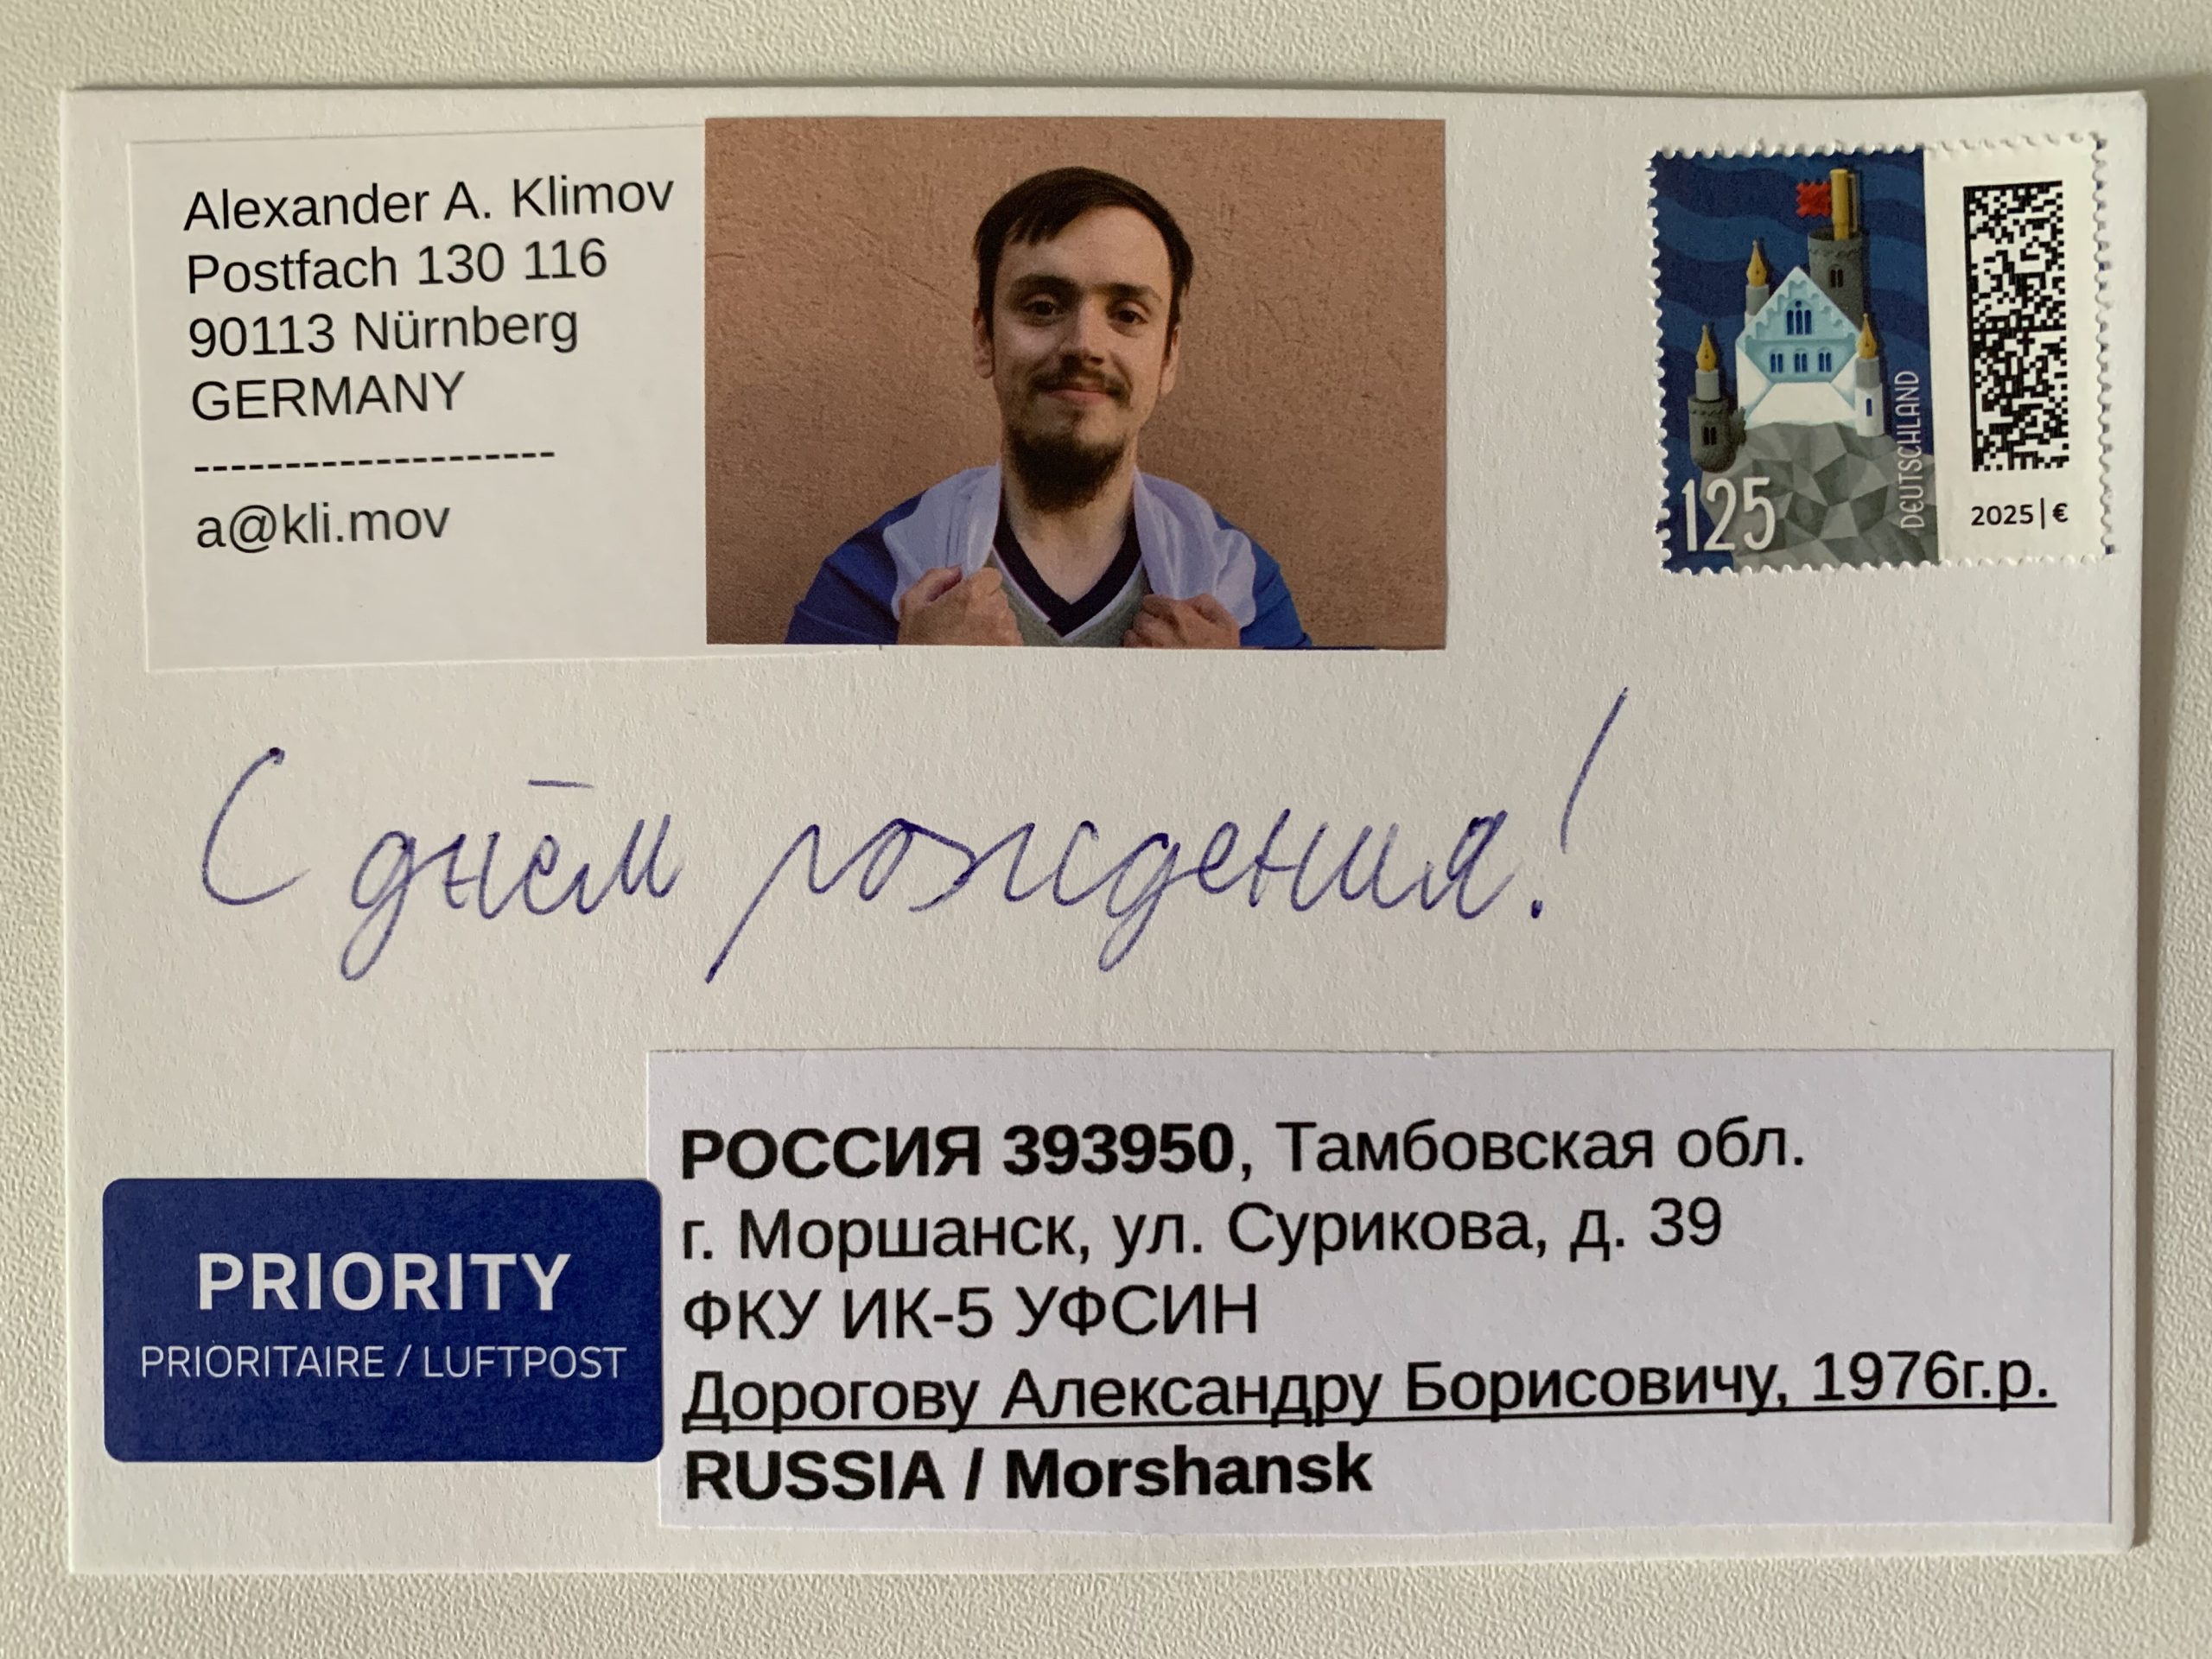 Alexander A. Klimov
Postfach 130 116
90113 Nürnberg
GERMANY
--------------------
a@kli.mov
125
DEUTSCHLAND
2025|€
С днём рождения!
PRIORITY
PRIORITAIRE / LUFTPOST
РОССИЯ 393950, Тамбовская обл.
г. Моршанск, ул. Сурикова, д. 39
ФКУ ИК-5 УФСИН
Дорогову Александру Борисовичу, 1976г.р.
RUSSIA / Morshansk